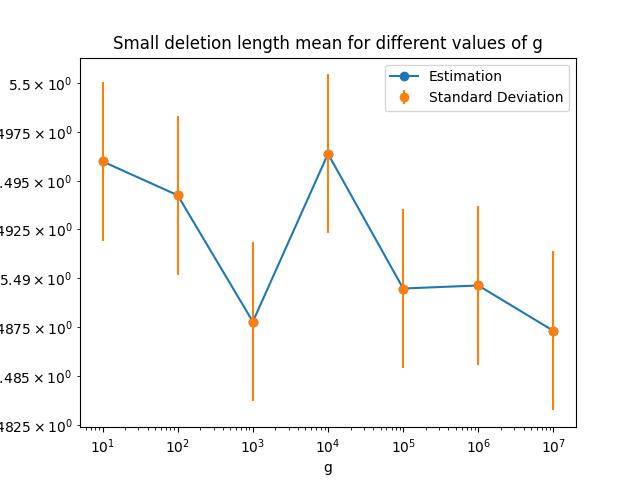 Small deletion length mean for different values of g
Estimation
Standard Deviation
5.5 × 10⁰
4975 × 10⁰
.495 × 10⁰
4925 × 10⁰
5.49 × 10⁰
4875 × 10⁰
.485 × 10⁰
4825 × 10⁰
10¹ 10² 10³ 10⁴ 10⁵ 10⁶ 10⁷
g